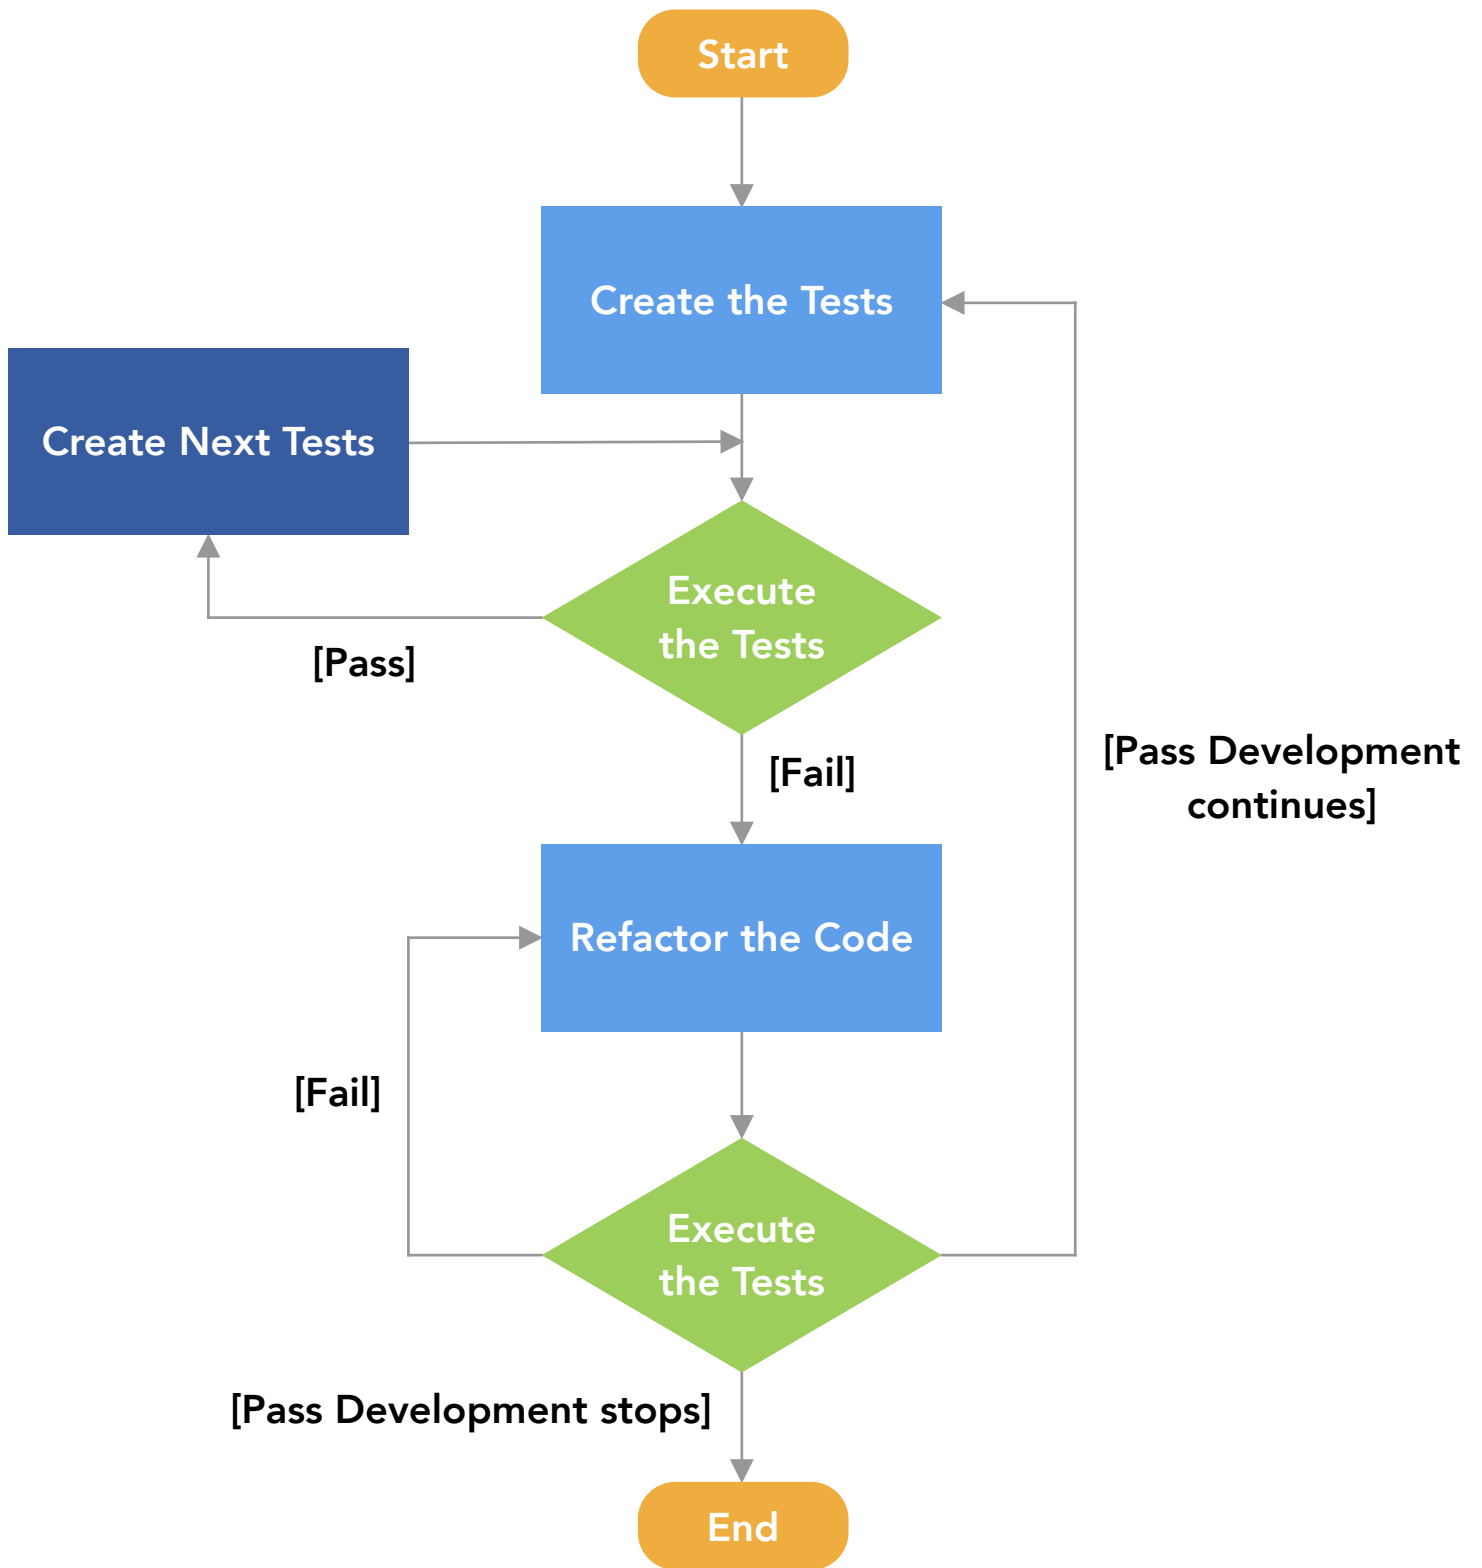 Start
Create the Tests
Create Next Tests
Execute
the Tests
[Pass]
[Fail]
[Pass Development
continues]
Refactor the Code
[Fail]
Execute
the Tests
[Pass Development stops]
End